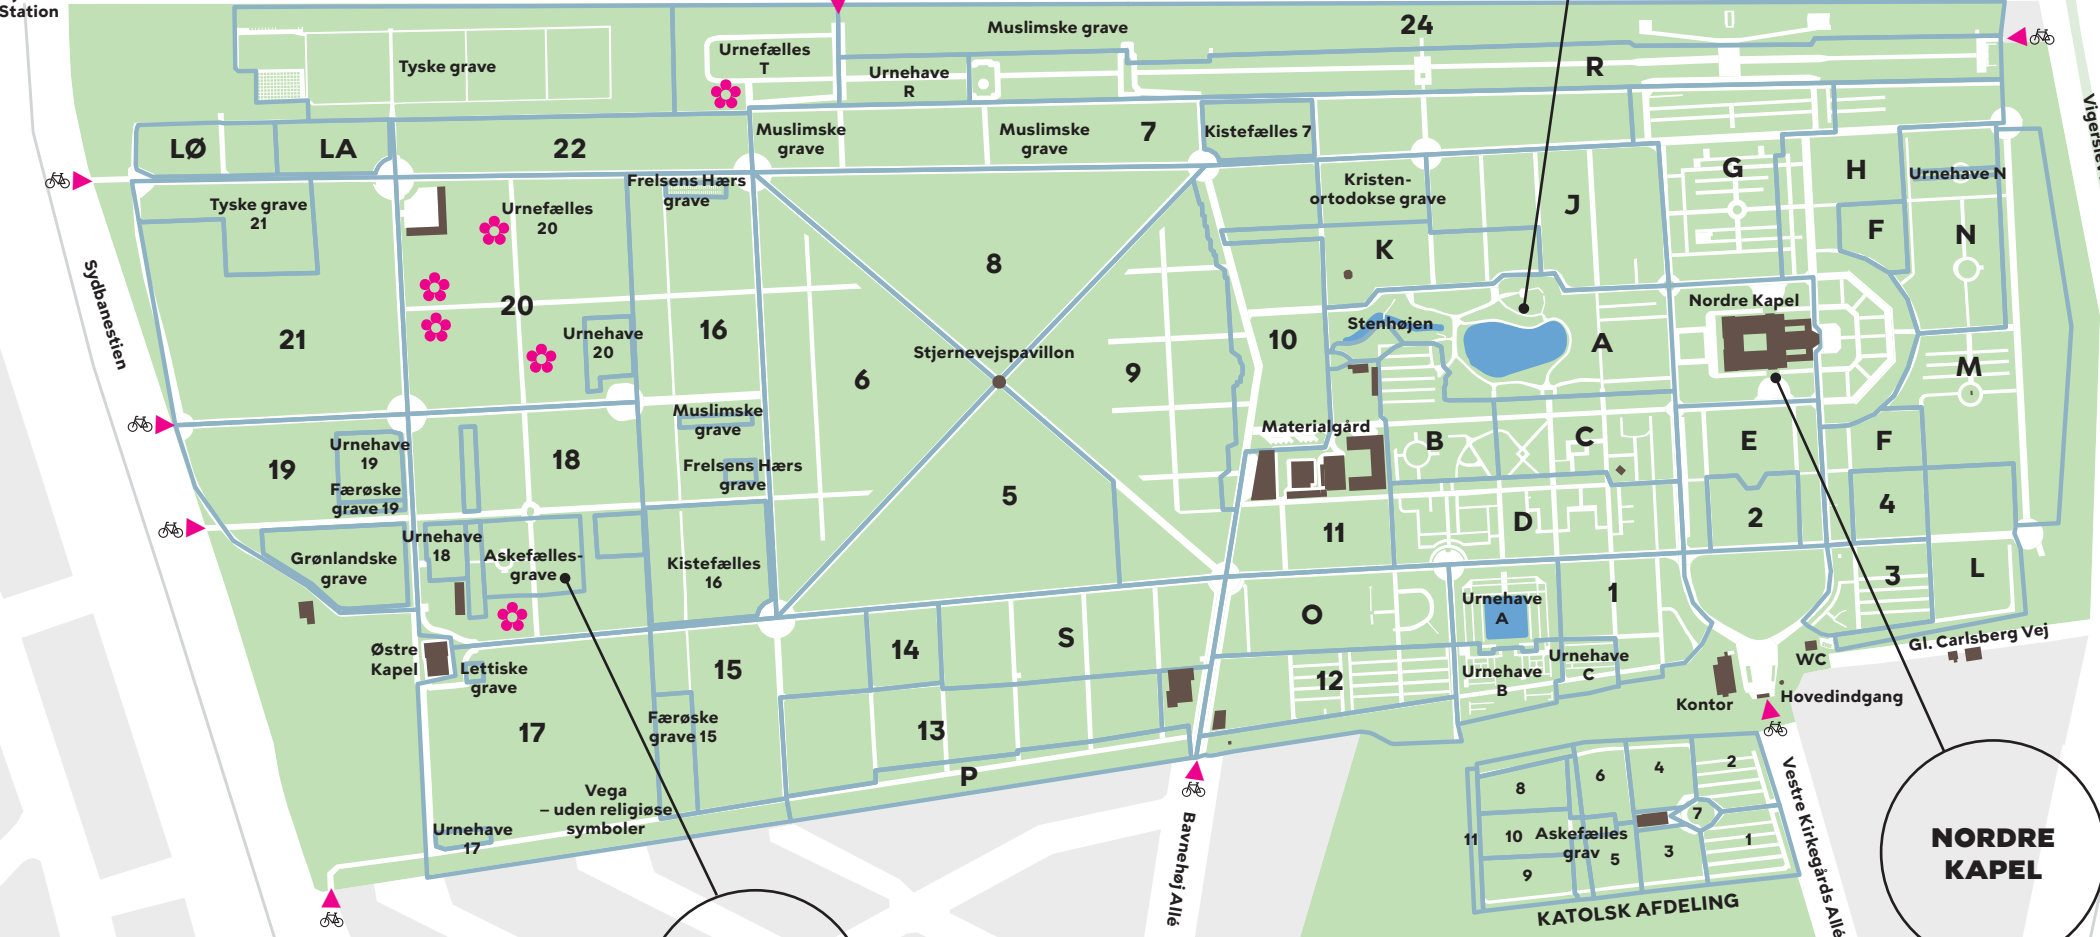 Station
Tyske grave
Urnefælles
T
Muslimske grave
24
Urnehave
R
R
LØ
LA
22
Muslimske
grave
Muslimske
grave
7
Kistefælles 7
G
H
Urnehave N
Tyske grave
21
Urnefælles
20
Frelsens Hærs
grave
Kristen-
ortodokse grave
J
F
N
K
8
Sydbanestien
21
20
Urnehave
20
16
Stjernevejspavillon
6
9
10
Stenhøjen
A
Nordre Kapel
M
Muslimske
grave
Materialgård
B
C
E
F
19
Urnehave
19
Færøske
grave 19
18
Frelsens Hærs
grave
5
11
D
2
4
Grønlandske
grave
Urnehave
18
Askefælles-
grave
Kistefælles
16
O
Urnehave
A
1
3
L
Østre
Kapel
Lettiske
grave
15
14
S
12
Urnehave
B
Urnehave
C
WC
Gl. Carlsberg Vej
Kontor
Hovedindgang
17
Færøske
grave 15
13
P
Vega
– uden religiøse
symboler
Urnehave
17
Bavnehøj Allé
Vestre Kirkegårds Allé
8
6
4
2
7
11
10
Askefælles
grav
5
3
1
9
KATOLSK AFDELING
NORDRE
KAPEL